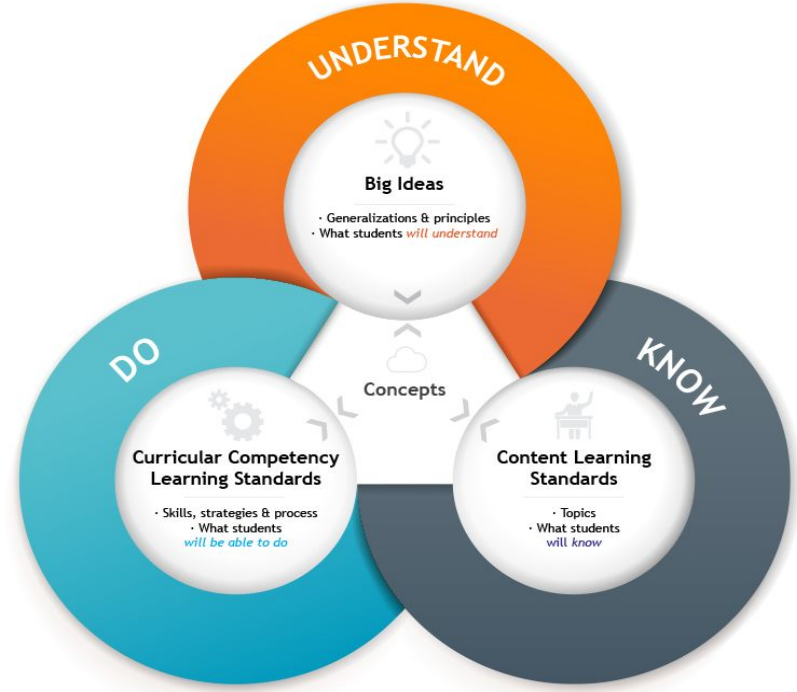 UNDERSTAND
Big Ideas
· Generalizations & principles
· What students will understand
DO
KNOW
Concepts
Curricular Competency
Learning Standards
· Skills, strategies & process
· What students
will be able to do
Content Learning
Standards
· Topics
· What students
will know